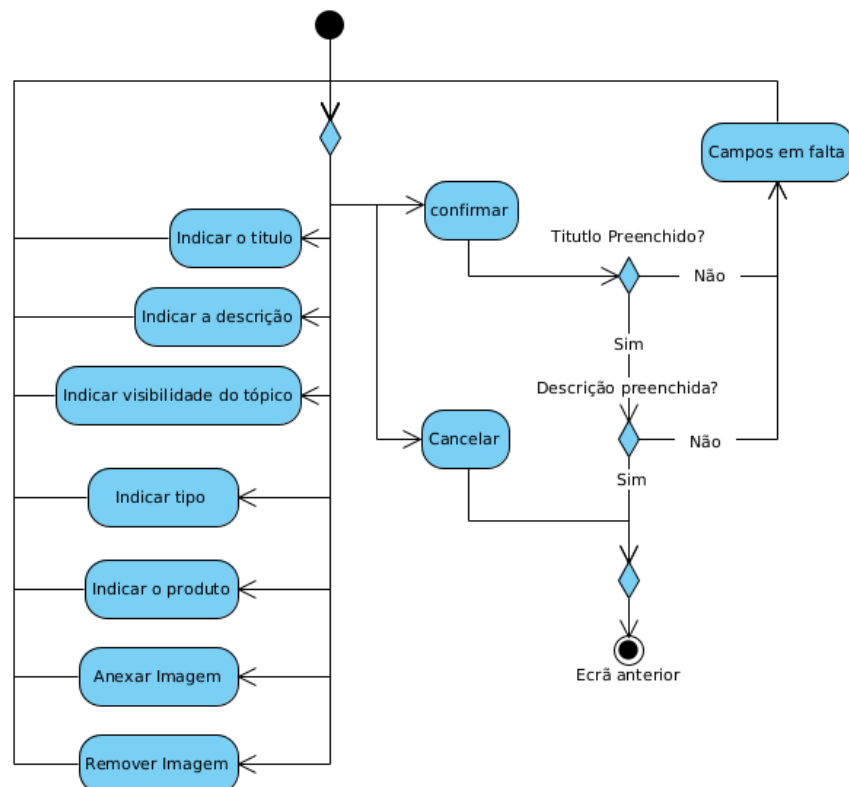 Campos em falta
confirmar
Indicar o titulo
Titutlo Preenchido?
Não
Indicar a descrição
Sim
Indicar visibilidade do tópico
Descrição preenchida?
Cancelar
Não
Sim
Indicar tipo
Indicar o produto
Anexar Imagem
Ecrã anterior
Remover Imagem